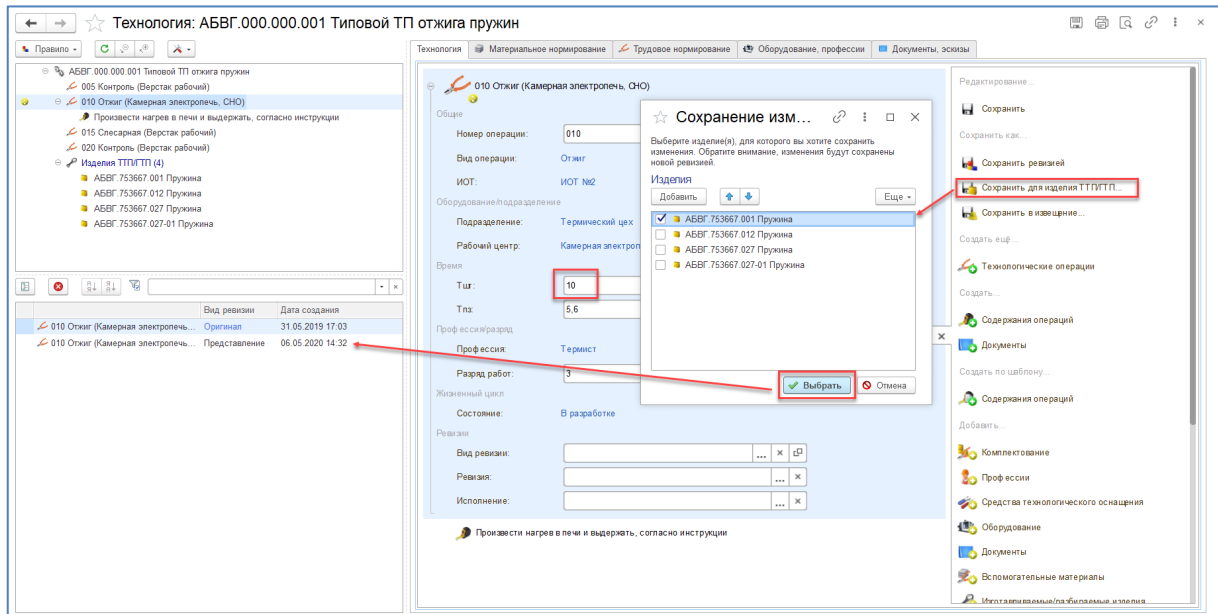 Технология: АБВГ.000.000.001 Типовой ТП отжига пружин
Правило
АБВГ.000.000.001 Типовой ТП отжига пружин
005 Контроль (Верстак рабочий)
010 Отжиг (Камерная электропечь, СНО)
Произвести нагрев в печи и выдержать, согласно инструкции
015 Слесарная (Верстак рабочий)
020 Контроль (Верстак рабочий)
Изделия ТТП/ГТП (4)
АБВГ.753667.001 Пружина
АБВГ.753667.012 Пружина
АБВГ.753667.027 Пружина
АБВГ.753667.027-01 Пружина
Вид ревизии Дата создания
010 Отжиг (Камерная электропечь... Оригинал 31.05.2019 17:03
010 Отжиг (Камерная электропечь... Представление 06.05.2020 14:32
Технология Материальное нормирование Трудовое нормирование Оборудование, профессии Документы, эскизы
010 Отжиг (Камерная электропечь, СНО)
Общие
Номер операции: 010
Вид операции: Отжиг
ИОТ: ИОТ №2
Оборудование/подразделение
Подразделение: Термический цех
Рабочий центр: Камерная электроп
Время
Тшт: 10
Тпз: 5,6
Профессия/разряд
Профессия: Термист
Разряд работ: 3
Жизненный цикл
Состояние: В разработке
Ревизии
Вид ревизии:
Ревизия:
Исполнение:
Произвести нагрев в печи и выдержать, согласно инструкции
Сохранение изм...
Выберите изделие(я), для которого вы хотите сохранить
изменения. Обратите внимание, изменения будут сохранены
новой ревизией.
Изделия
Добавить Еще
АБВГ.753667.001 Пружина
АБВГ.753667.012 Пружина
АБВГ.753667.027 Пружина
АБВГ.753667.027-01 Пружина
Выбрать Отмена
Редактирование...
Сохранить
Сохранить как...
Сохранить ревизией
Сохранить для изделия ТТП/ГТП...
Сохранить в извещение...
Создать ещё...
Технологические операции
Создать...
Содержания операций
Документы
Создать по шаблону...
Содержания операций
Добавить...
Комплектование
Профессии
Средства технологического оснащения
Оборудование
Документы
Вспомогательные материалы
Изготавливаемые/разбираемые изделия